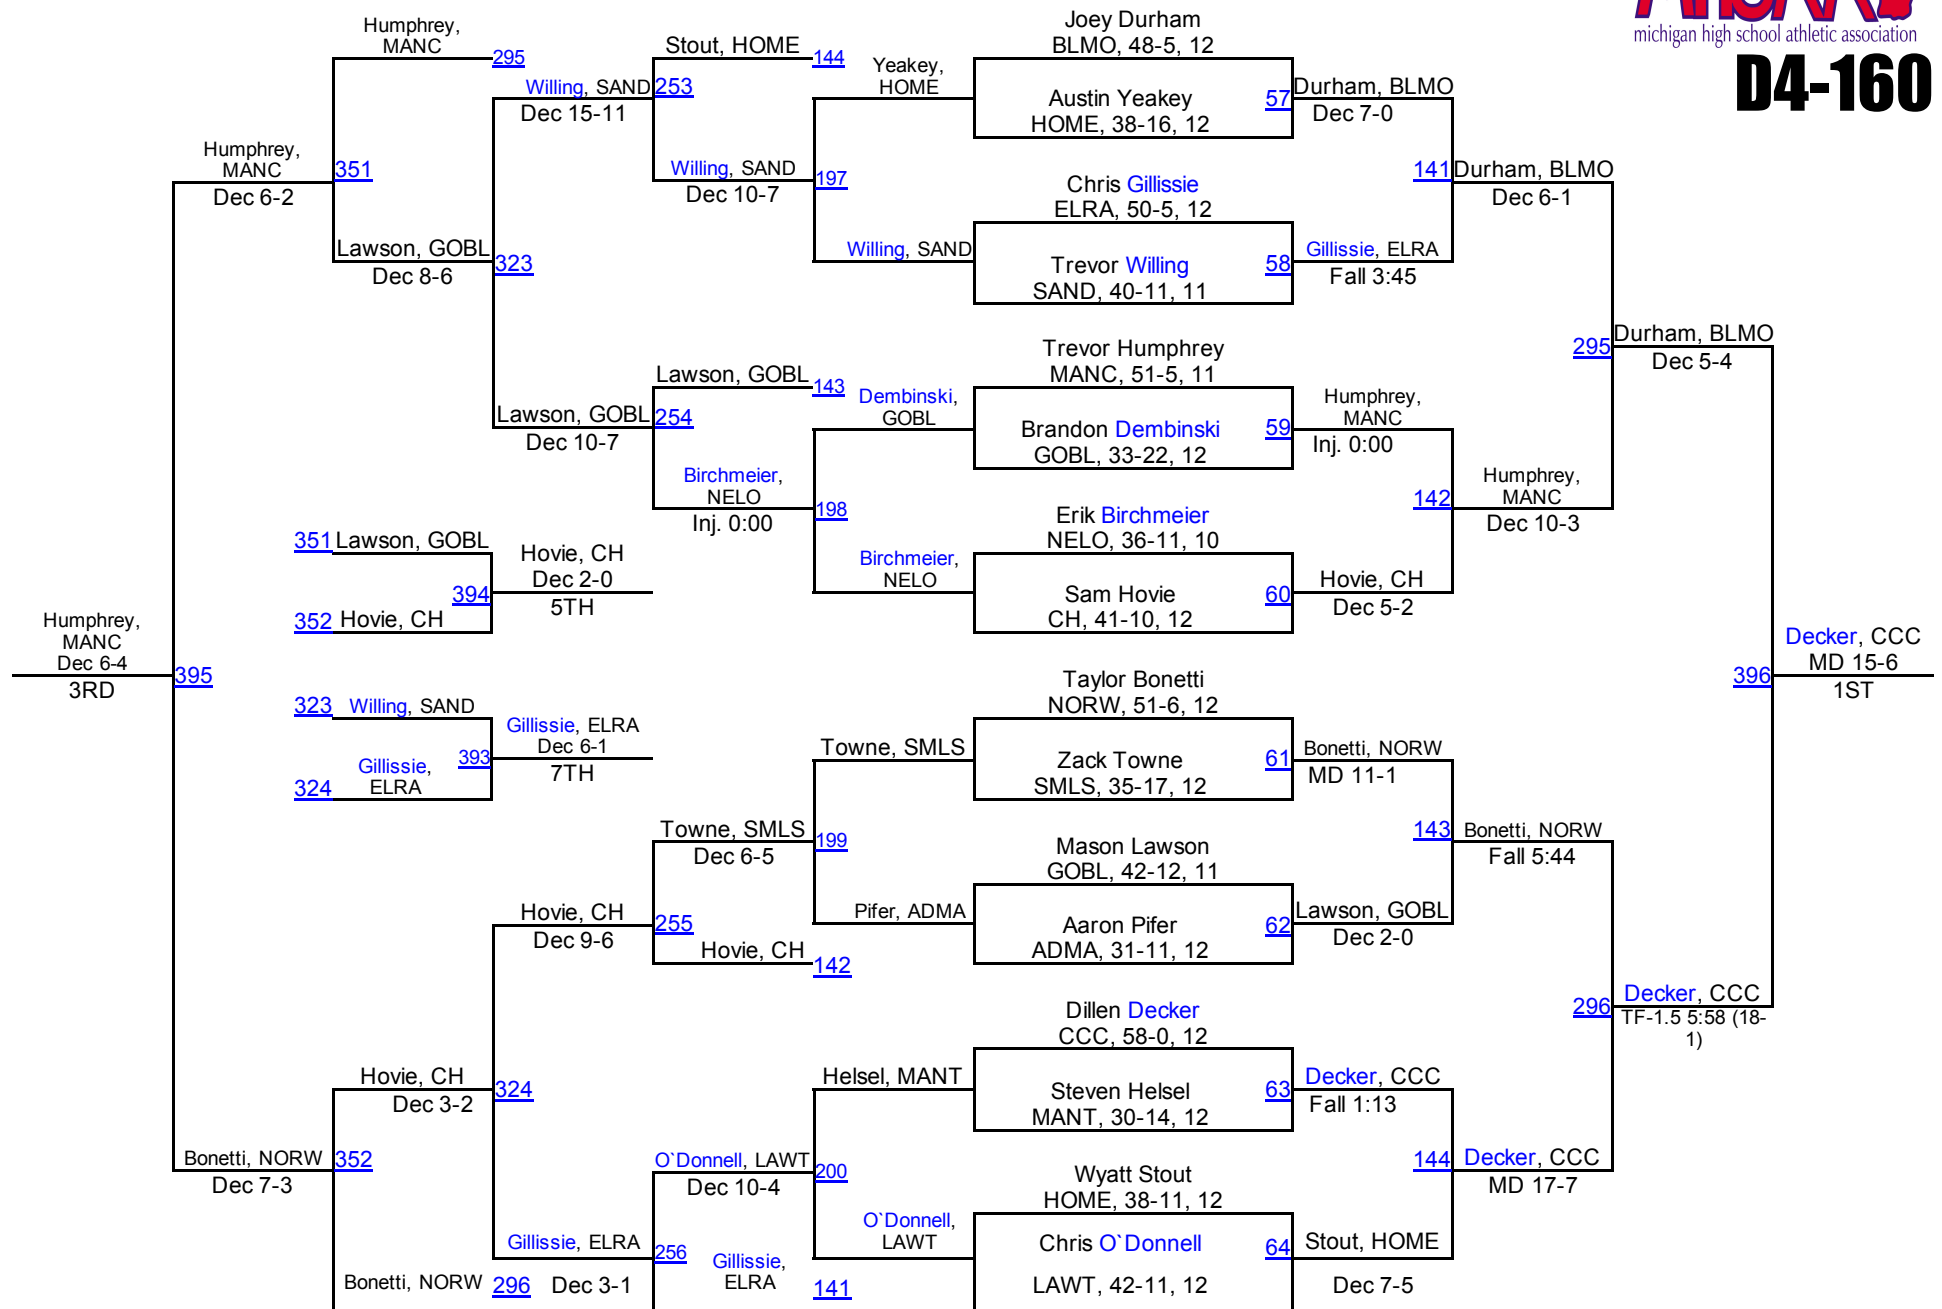 michigan high school athletic association
D4-160
Humphrey,
MANC
295
Willing, SAND
Dec 15-11
Stout, HOME
144
253
Willing, SAND
Dec 10-7
197
Yeakey,
HOME
Willing, SAND
Humphrey,
MANC
Dec 6-2
351
Lawson, GOBL
Dec 8-6
323
Lawson, GOBL
143
Lawson, GOBL
Dec 10-7
254
Birchmeier,
NELO
Inj. 0:00
198
Dembinski,
GOBL
Birchmeier,
NELO
351
Lawson, GOBL
394
352
Hovie, CH
Hovie, CH
Dec 2-0
5TH
Humphrey,
MANC
Dec 6-4
3RD
395
323
Willing, SAND
393
324
Gillissie,
ELRA
Gillissie, ELRA
Dec 6-1
7TH
Towne, SMLS
Towne, SMLS
Dec 6-5
199
Pifer, ADMA
Hovie, CH
Dec 9-6
255
Hovie, CH
142
Hovie, CH
Dec 3-2
324
Bonetti, NORW
Dec 7-3
352
Bonetti, NORW
296
Helsel, MANT
O`Donnell, LAWT
Dec 10-4
200
O`Donnell,
LAWT
Gillissie, ELRA
Dec 3-1
256
Gillissie,
ELRA
141
Joey Durham
BLMO, 48-5, 12
Austin Yeakey
HOME, 38-16, 12
57
Durham, BLMO
Dec 7-0
Chris Gillissie
ELRA, 50-5, 12
Trevor Willing
SAND, 40-11, 11
58
Gillissie, ELRA
Fall 3:45
141
Durham, BLMO
Dec 6-1
Trevor Humphrey
MANC, 51-5, 11
Brandon Dembinski
GOBL, 33-22, 12
59
Humphrey,
MANC
Inj. 0:00
Erik Birchmeier
NELO, 36-11, 10
Sam Hovie
CH, 41-10, 12
60
Hovie, CH
Dec 5-2
142
Humphrey,
MANC
Dec 10-3
295
Durham, BLMO
Dec 5-4
Taylor Bonetti
NORW, 51-6, 12
Zack Towne
SMLS, 35-17, 12
61
Bonetti, NORW
MD 11-1
Mason Lawson
GOBL, 42-12, 11
Aaron Pifer
ADMA, 31-11, 12
62
Lawson, GOBL
Dec 2-0
143
Bonetti, NORW
Fall 5:44
Dillen Decker
CCC, 58-0, 12
Steven Helsel
MANT, 30-14, 12
63
Decker, CCC
Fall 1:13
Wyatt Stout
HOME, 38-11, 12
Chris O`Donnell
LAWT, 42-11, 12
64
Stout, HOME
Dec 7-5
144
Decker, CCC
MD 17-7
296
Decker, CCC
TF-1.5 5:58 (18-
1)
396
Decker, CCC
MD 15-6
1ST